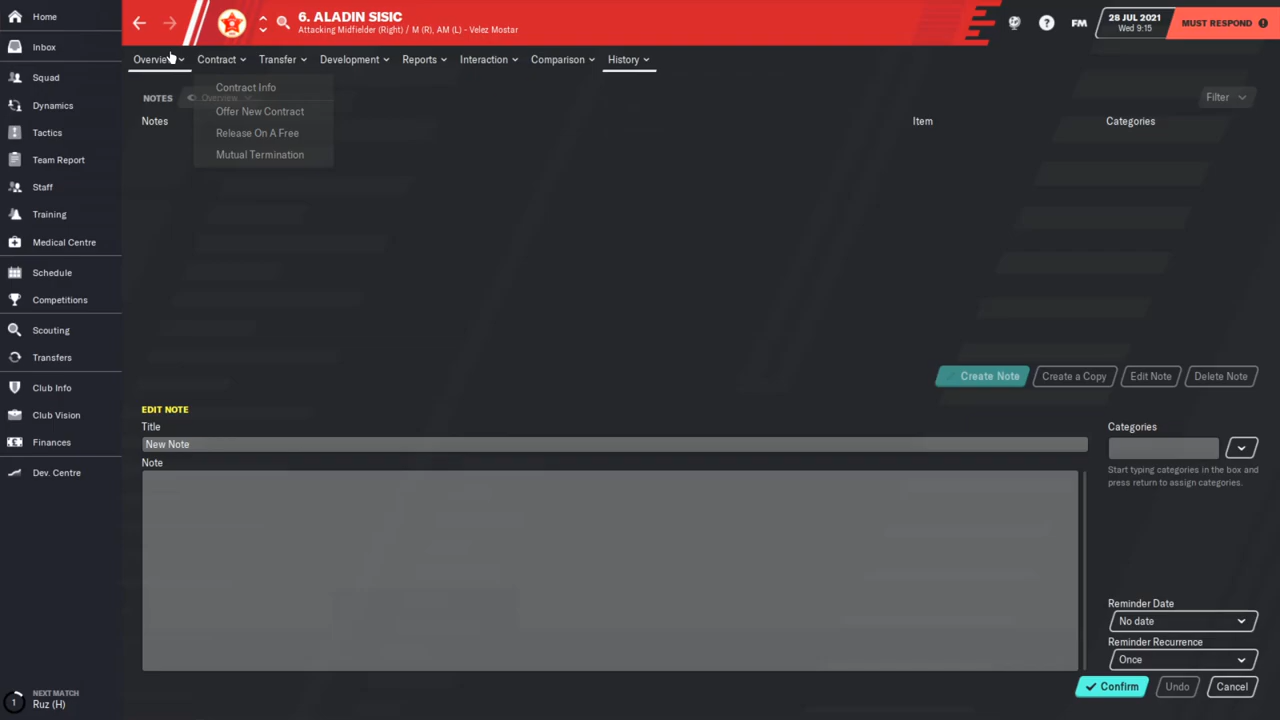 Home
Inbox
Squad
Dynamics
Tactics
Team Report
Staff
Training
Medical Centre
Schedule
Competitions
Scouting
Transfers
Club Info
Club Vision
Finances
Dev. Centre
1
NEXT MATCH
Ruz (H)
6. ALADIN SISIC
Attacking Midfielder (Right) / M (R), AM (L) - Velez Mostar
?
FM
28 JUL 2021
Wed 9:15
MUST RESPOND
Overview
Contract
Transfer
Development
Reports
Interaction
Comparison
History
NOTES
Overview
Filter
Contract Info
Offer New Contract
Release On A Free
Mutual Termination
Notes
Item
Categories
Create Note
Create a Copy
Edit Note
Delete Note
EDIT NOTE
Title
New Note
Note
Categories
Start typing categories in the box and
press return to assign categories.
Reminder Date
No date
Reminder Recurrence
Once
Confirm
Undo
Cancel